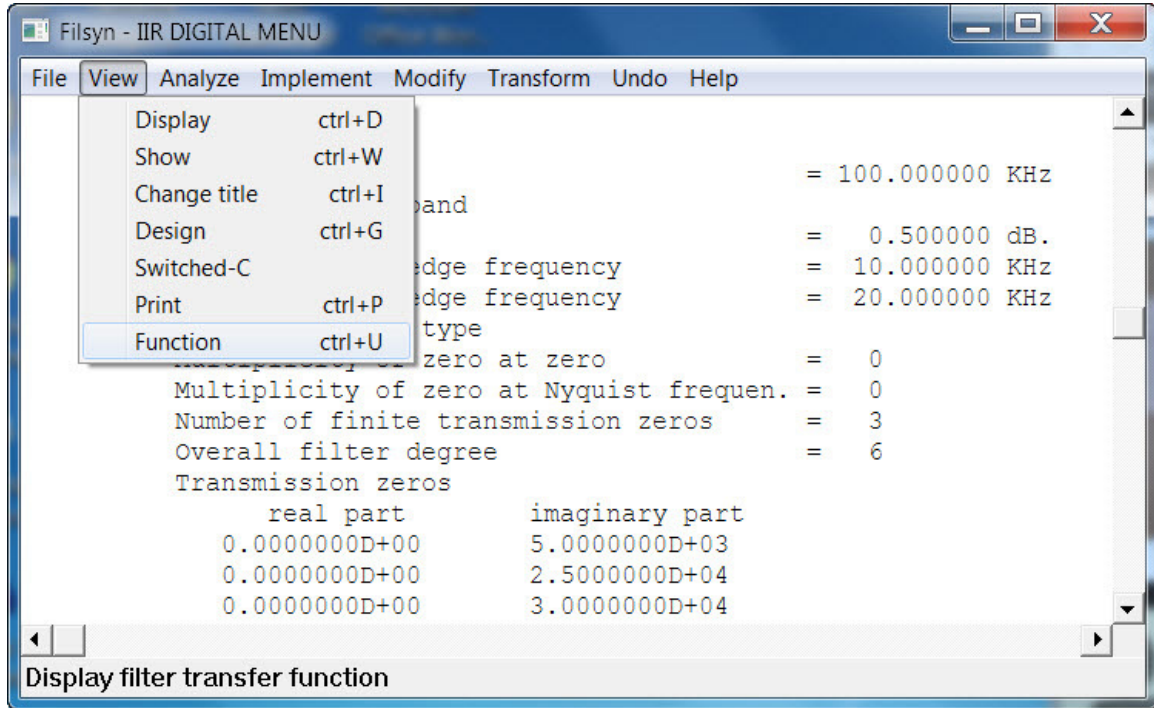 Filsyn - IIR DIGITAL MENU
File View Analyze Implement Modify Transform Undo Help
Display ctrl+D
Show ctrl+W
= 100.000000 KHz
Change title ctrl+I
band
Design ctrl+G
= 0.500000 dB.
Switched-C
edge frequency = 10.000000 KHz
Print ctrl+P
edge frequency = 20.000000 KHz
type
Function ctrl+U
Multiplicity of zero at zero = 0
Multiplicity of zero at Nyquist frequen. = 0
Number of finite transmission zeros = 3
Overall filter degree = 6
Transmission zeros
real part imaginary part
0.0000000D+00 5.0000000D+03
0.0000000D+00 2.5000000D+04
0.0000000D+00 3.0000000D+04
Display filter transfer function